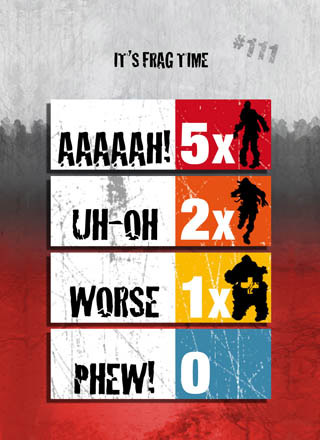 IT'S FRAG TIME
#111
AAAAAH! 5x
UH-OH 2x
WORSE 1x
PHEW! 0